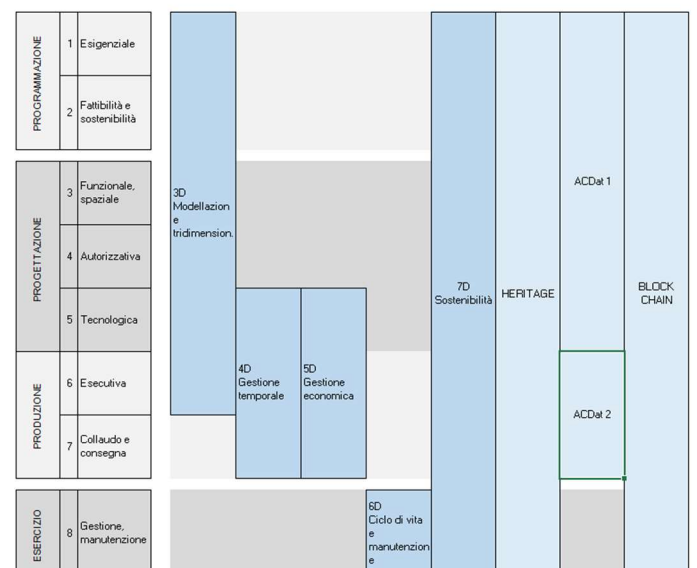 PROGRAMMAZIONE
1 Esigenziale
2 Fattibilità e
sostenibilità
PROGETTAZIONE
3 Funzionale,
spaziale
4 Autorizzativa
5 Tecnologica
PRODUZIONE
6 Esecutiva
7 Collaudo e
consegna
ESERCIZIO
8 Gestione,
manutenzione
3D
Modellazion
e
tridimension.
4D
Gestione
temporale
5D
Gestione
economica
6D
Ciclo di vita
e
manutenzion
e
7D
Sostenibilità
HERITAGE
ACDat 1
ACDat 2
BLOCK
CHAIN